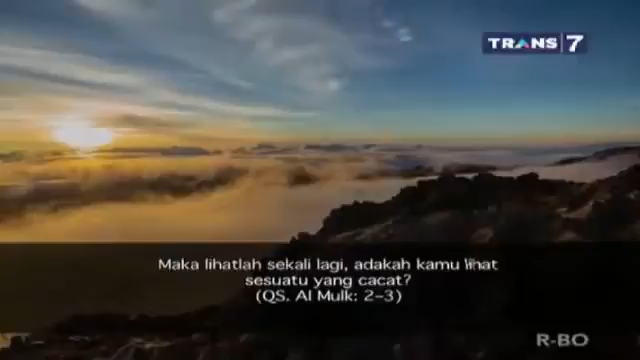 TRANS 7
Maka lihatlah sekali lagi, adakah kamu lihat
sesuatu yang cacat?
(QS. Al Mulk: 2-3)
R-BO